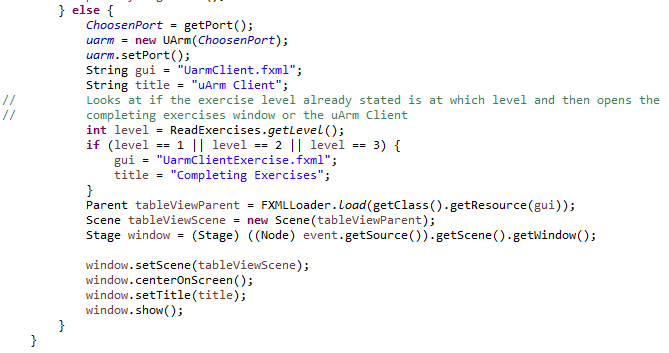 } else {
ChoosenPort = getPort();
uarm = new UArm(ChoosenPort);
uarm.setPort();
String gui = "UarmClient.fxml";
String title = "uArm Client";
// Looks at if the exercise level already stated is at which level and then opens the
// completing exercises window or the uArm Client
int level = ReadExercises.getLevel();
if (level == 1 || level == 2 || level == 3) {
gui = "UarmClientExercise.fxml";
title = "Completing Exercises";
}
Parent tableViewParent = FXMLLoader.load(getClass().getResource(gui));
Scene tableViewScene = new Scene(tableViewParent);
Stage window = (Stage) ((Node) event.getSource()).getScene().getWindow();
window.setScene(tableViewScene);
window.centerOnScreen();
window.setTitle(title);
window.show();
}
}